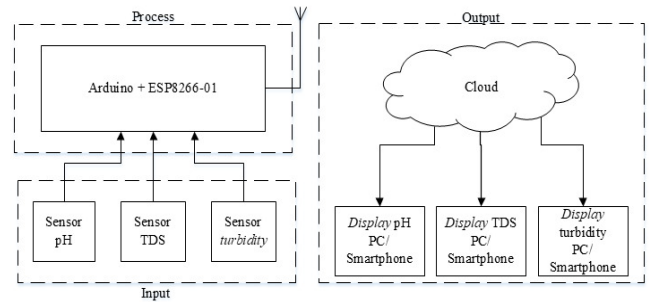 Process
Output
Arduino + ESP8266-01
Cloud
Sensor
pH
Sensor
TDS
Sensor
turbidity
Display pH
PC/
Smartphone
Display TDS
PC/
Smartphone
Display
turbidity
PC/
Smartphone
Input